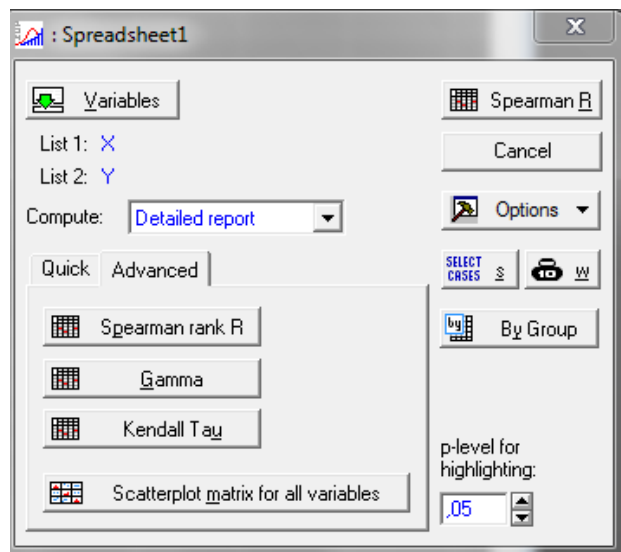 : Spreadsheet1
x
Variables
Spearman R
List 1: X
Cancel
List 2: Y
Compute: Detailed report
Options
Quick Advanced
SELECT CASES S
W
Spearman rank R
By Group
Gamma
Kendall Tau
p-level for
highlighting:
Scatterplot matrix for all variables
,05